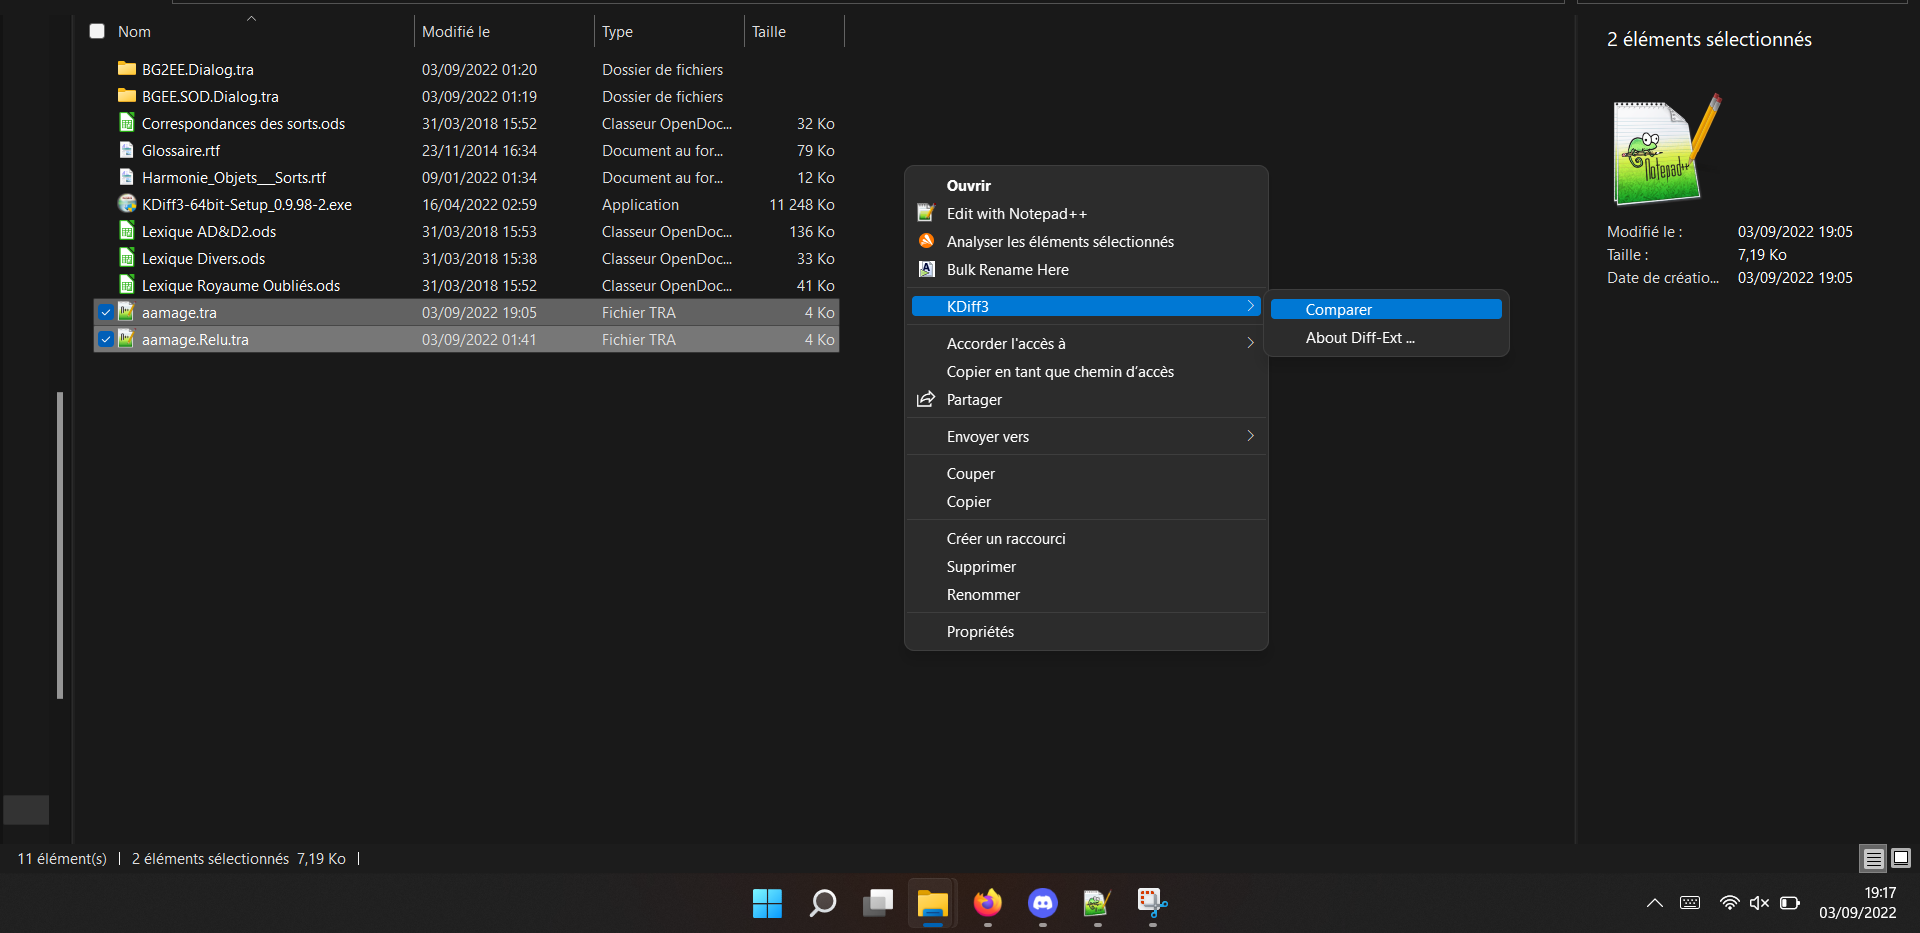 Nom Modifié le Type Taille
BG2EE.Dialog.tra 03/09/2022 01:20 Dossier de fichiers
BGEE.SOD.Dialog.tra 03/09/2022 01:19 Dossier de fichiers
Correspondances des sorts.ods 31/03/2018 15:52 Classeur OpenDoc... 32 Ko
Glossaire.rtf 23/11/2014 16:34 Document au for... 79 Ko
Harmonie_Objets___Sorts.rtf 09/01/2022 01:34 Document au for... 12 Ko
KDiff3-64bit-Setup_0.9.98-2.exe 16/04/2022 02:59 Application 11 248 Ko
Lexique AD&D2.ods 31/03/2018 15:53 Classeur OpenDoc... 136 Ko
Lexique Divers.ods 31/03/2018 15:38 Classeur OpenDoc... 33 Ko
Lexique Royaume Oubliés.ods 31/03/2018 15:52 Classeur OpenDoc... 41 Ko
aamage.tra 03/09/2022 19:05 Fichier TRA 4 Ko
aamage.Relu.tra 03/09/2022 01:41 Fichier TRA 4 Ko
Ouvrir
Edit with Notepad++
Analyser les éléments sélectionnés
Bulk Rename Here
KDiff3
Accorder l'accès à
Copier en tant que chemin d’accès
Partager
Envoyer vers
Couper
Copier
Créer un raccourci
Supprimer
Renommer
Propriétés
Comparer
About Diff-Ext ...
2 éléments sélectionnés
Notepad++
Modifié le : 03/09/2022 19:05
Taille : 7,19 Ko
Date de créatio... 03/09/2022 19:05
11 élément(s) 2 éléments sélectionnés 7,19 Ko
19:17
03/09/2022